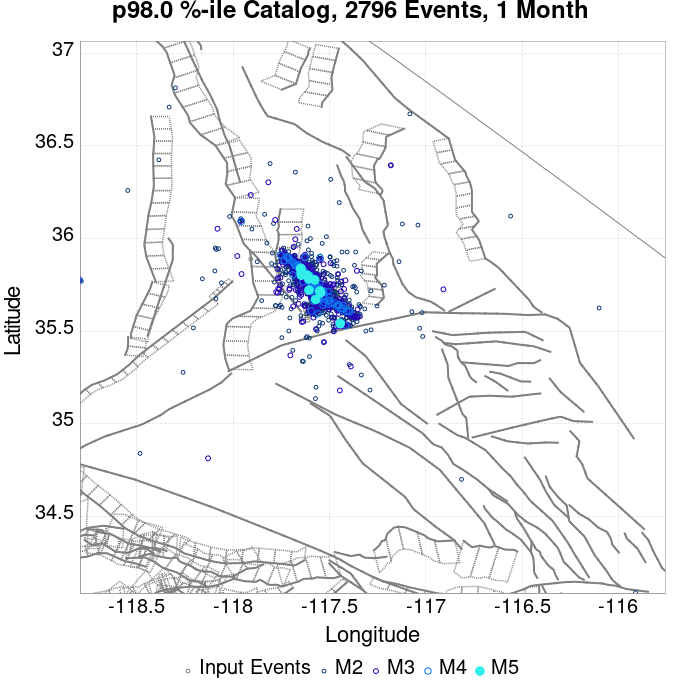 p98.0 %-ile Catalog, 2796 Events, 1 Month
37
36.5
36
35.5
35
34.5
Latitude
-118.5 -118 -117.5 -117 -116.5 -116
Longitude
Input Events M2 M3 M4 M5